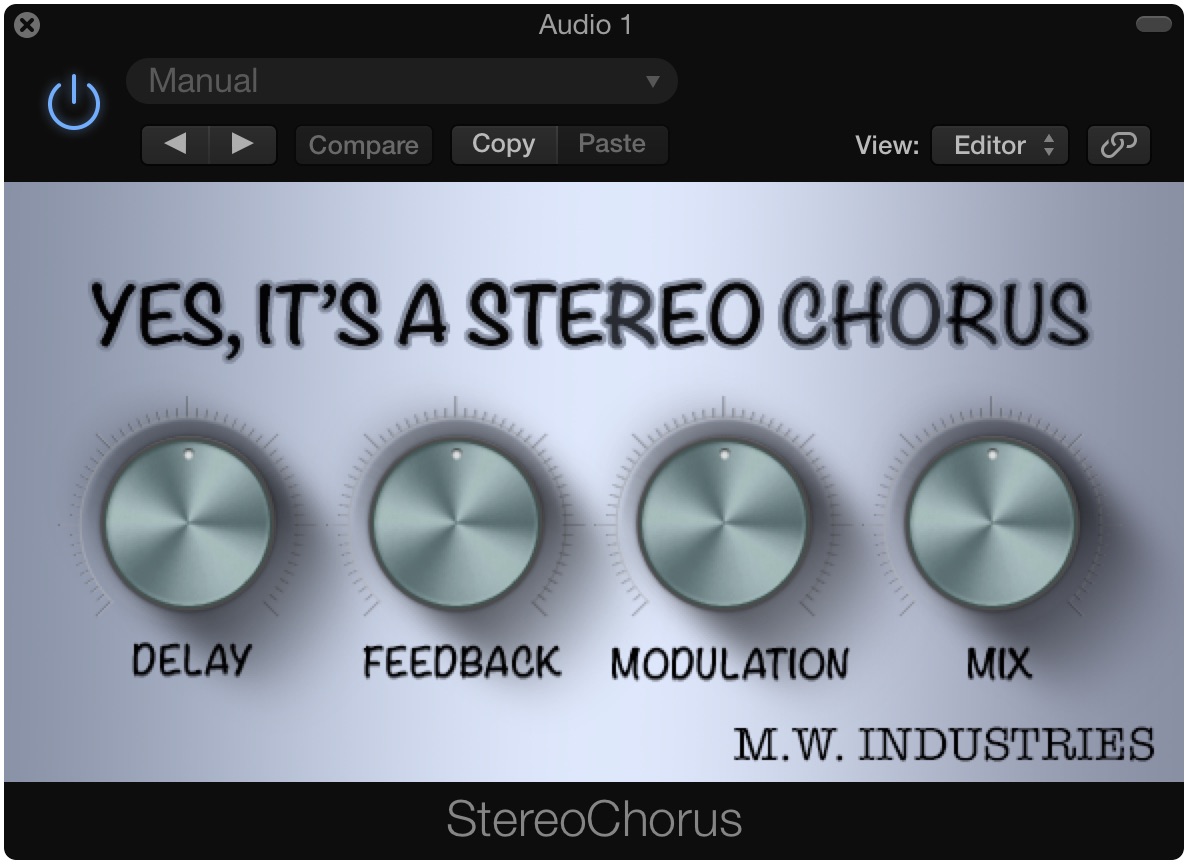 Audio 1
Manual
Compare Copy Paste View: Editor
YES, IT'S A STEREO CHORUS
DELAY FEEDBACK MODULATION MIX
M.W. INDUSTRIES
StereoChorus